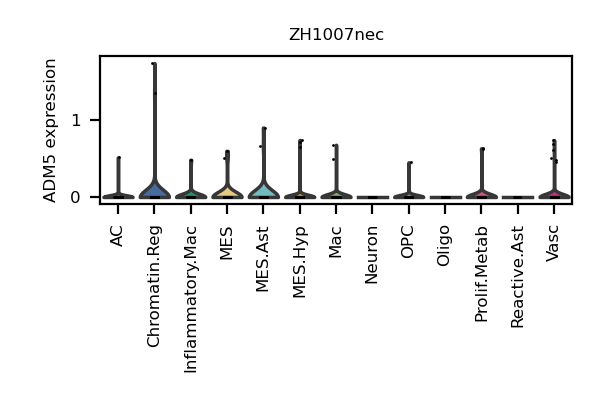 ZH1007nec
ADM5 expression
1
0
AC
Chromatin.Reg
Inflammatory.Mac
MES
MES.Ast
MES.Hyp
Mac
Neuron
OPC
Oligo
Prolif.Metab
Reactive.Ast
Vasc